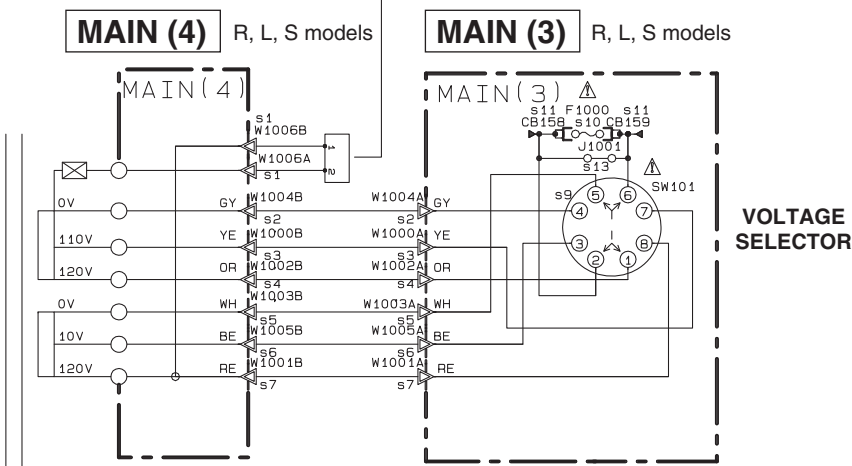 MAIN (4) R, L, S models
MAIN (3) R, L, S models
MAIN(4)
s1
W1006B
W1006A
s1
1
2
0V GY W1004B
s2
110V YE W1000B
s3
120V OR W1002B
s4
0V WH W1003B
s5
10V BE W1005B
s6
120V RE W1001B
s7
MAIN(3)
s11 F1000 s11
CB158 s10 CB159
J1001
s13
SW101
s9
5 6
4 7
3 8
2 1
W1004A GY
s2
W1000A YE
s3
W1002A OR
s4
W1003A WH
s5
W1005A BE
s6
W1001A RE
s7
VOLTAGE
SELECTOR